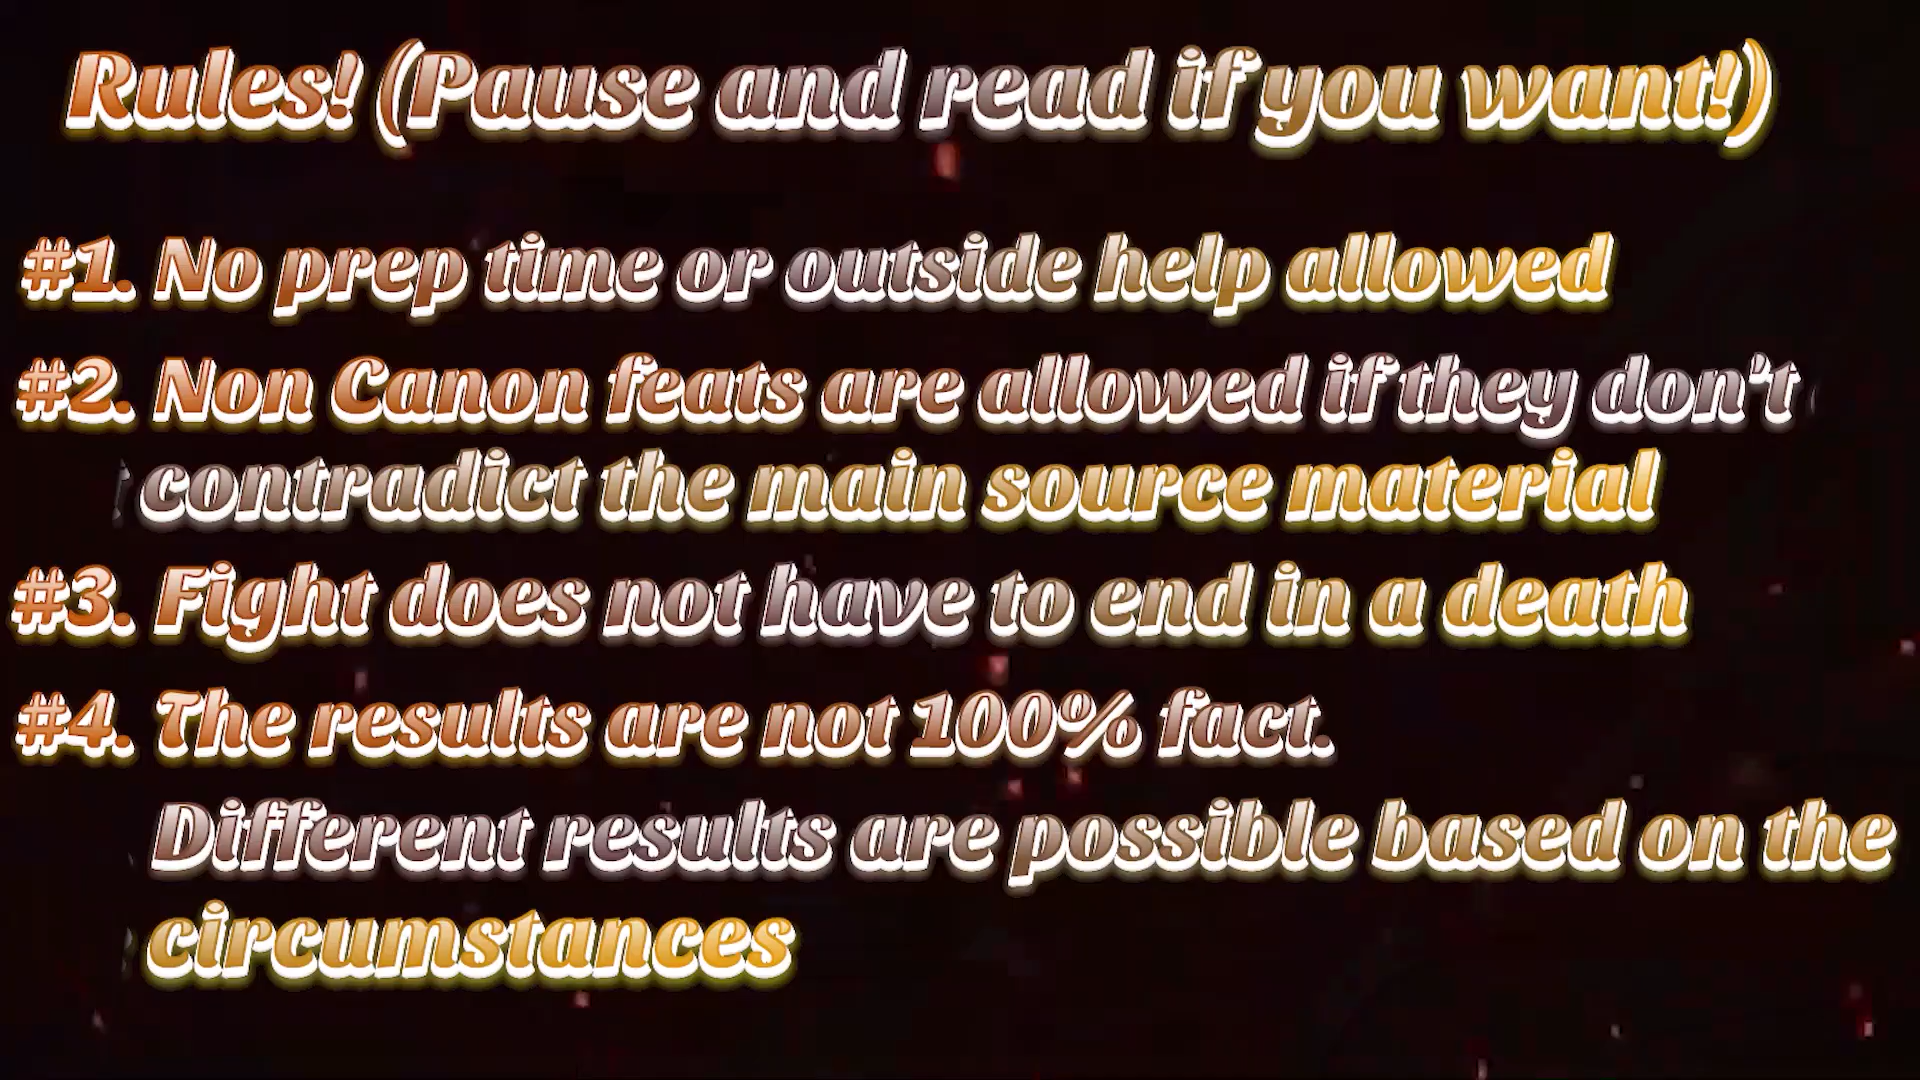 Rules! (Pause and read if you want!)
#1. No prep time or outside help allowed
#2. Non Canon feats are allowed if they don't
contradict the main source material
#3. Fight does not have to end in a death
#4. The results are not 100% fact.
Different results are possible based on the
circumstances